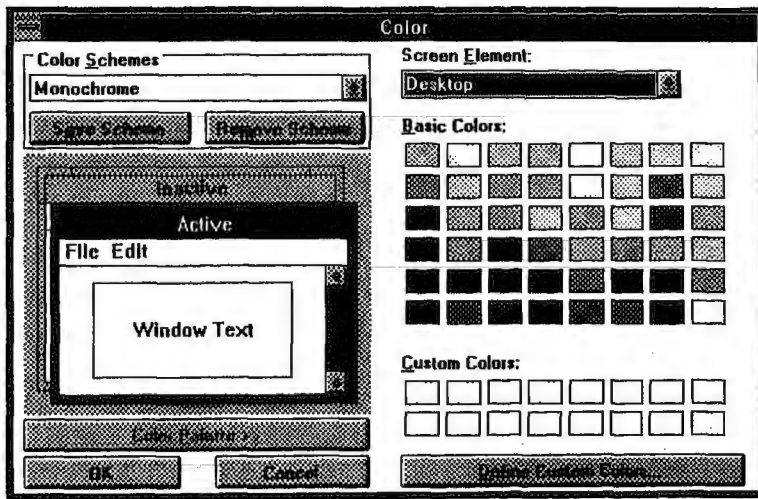 Color
Color Schemes
Monochrome
Save Scheme
Remove Scheme
Inactive
Active
File Edit
Window Text
Color Palette >>
OK
Cancel
Screen Element:
Desktop
Basic Colors:
Custom Colors:
Define Custom Colors...